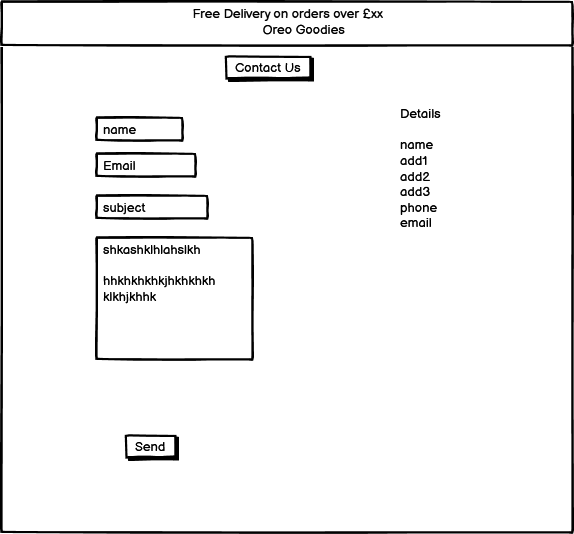 Free Delivery on orders over £xx
Oreo Goodies
Contact Us
name
Email
subject
shkashklhlahslkh
hhkhkhkhkjhkhkhkh
klkhjkhhk
Send
Details
name
add1
add2
add3
phone
email